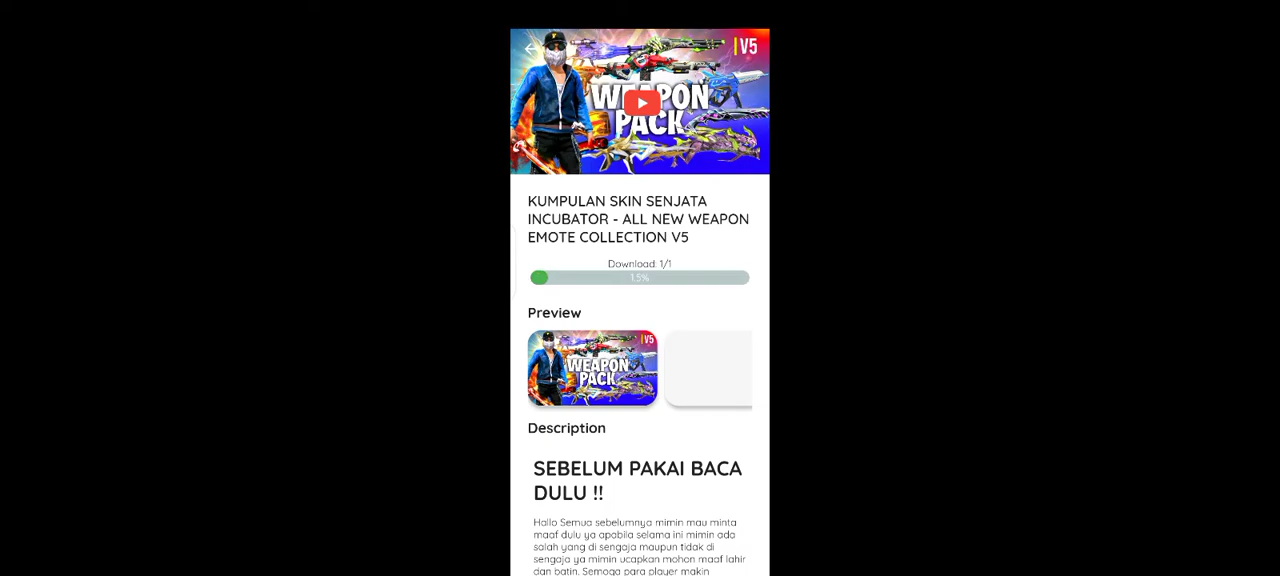 V5
WEAPON
PACK
KUMPULAN SKIN SENJATA
INCUBATOR - ALL NEW WEAPON
EMOTE COLLECTION V5
Download: 1/1
1.5%
Preview
V5
WEAPON
PACK
Description
SEBELUM PAKAI BACA
DULU !!
Hallo Semua sebelumnya mimin mau minta
maaf dulu ya apabila selama ini mimin ada
salah yang di sengaja maupun tidak di
sengaja ya mimin ucapkan mohon maaf lahir
dan batin. Semoga para player makin